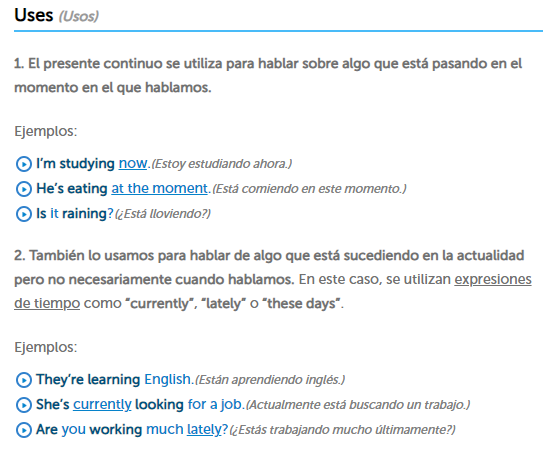 Uses (Usos)
1. El presente continuo se utiliza para hablar sobre algo que está pasando en el
momento en el que hablamos.
Ejemplos:
I’m studying now.(Estoy estudiando ahora.)
He’s eating at the moment.(Está comiendo en este momento.)
Is it raining?(¿Está lloviendo?)
2. También lo usamos para hablar de algo que está sucediendo en la actualidad
pero no necesariamente cuando hablamos. En este caso, se utilizan expresiones
de tiempo como “currently”, “lately” o “these days”.
Ejemplos:
They’re learning English.(Están aprendiendo inglés.)
She’s currently looking for a job.(Actualmente está buscando un trabajo.)
Are you working much lately?(¿Estás trabajando mucho últimamente?)